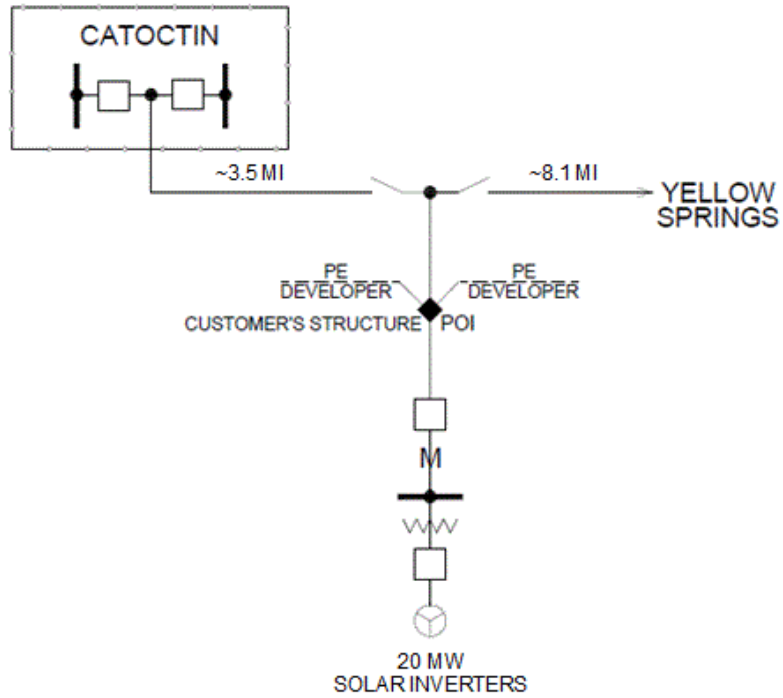 CATOCTIN
~3.5 MI
~8.1 MI
YELLOW
SPRINGS
PE
DEVELOPER
PE
DEVELOPER
CUSTOMER'S STRUCTURE
POI
M
20 MW
SOLAR INVERTERS